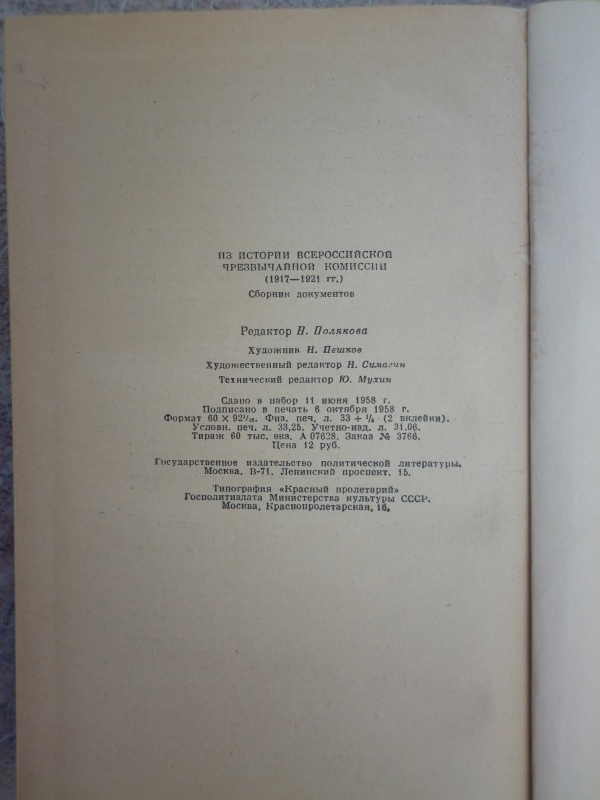 ИЗ ИСТОРИИ ВСЕРОССИЙСКОЙ
ЧРЕЗВЫЧАЙНОЙ КОМИССИИ
(1917—1921 гг.)
Сборник документов
Редактор Н. Полякова
Художник Н. Пешков
Художественный редактор Н. Симагин
Технический редактор Ю. Мухин
Сдано в набор 11 июня 1958 г.
Подписано в печать 6 октября 1958 г.
Формат 60 × 92¹/₁₆. Физ. печ. л. 33 + (2 вклейки).
Условн. печ. л. 33,25. Учетно-изд. л. 31,06.
Тираж 60 тыс. экз. А 07628. Заказ № 3766.
Цена 12 руб.
Государственное издательство политической литературы.
Москва, В-71. Ленинский проспект, 15.
Типография «Красный пролетарий»
Госполитиздата Министерства культуры СССР.
Москва, Краснопролетарская, 16.